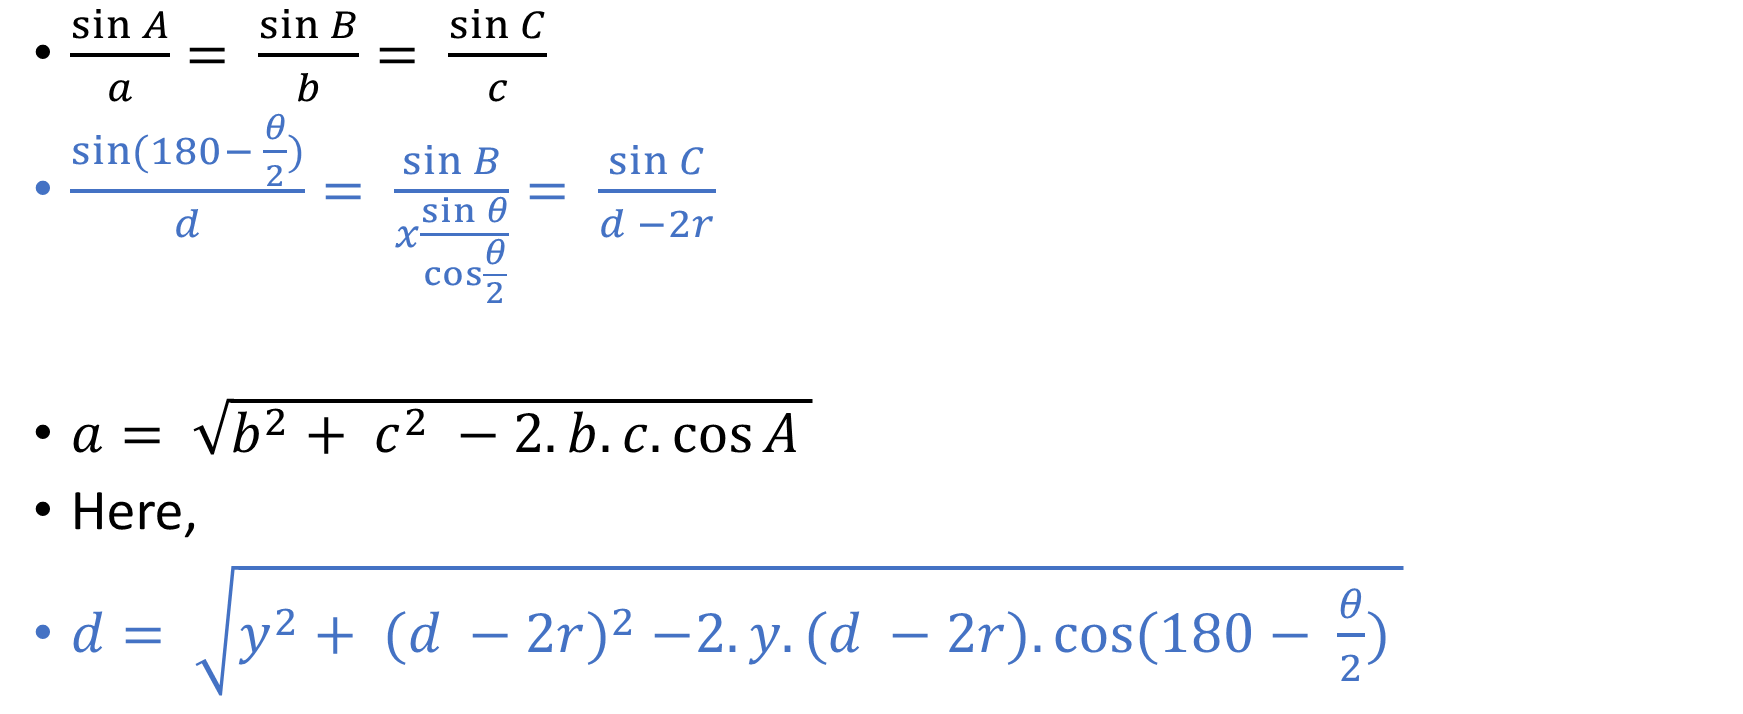 • sin A / a = sin B / b = sin C / c
• sin(180 − θ/2) / d = sin B / (x sin θ / cos θ/2) = sin C / (d − 2r)
• a = √(b² + c² − 2. b. c. cos A)
• Here,
• d = √(y² + (d − 2r)² −2. y. (d − 2r). cos(180 − θ/2))